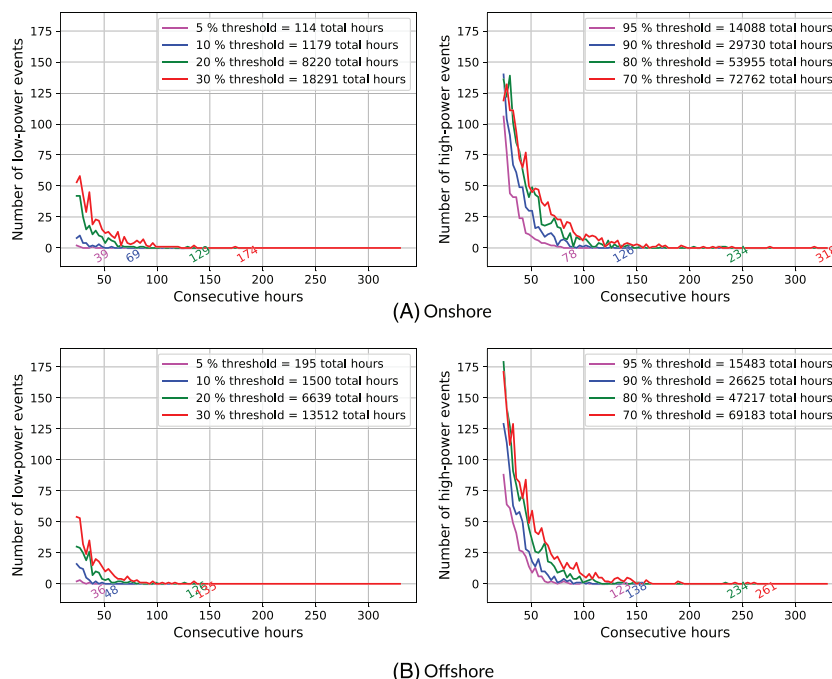 175
150
125
100
75
50
25
0
Number of low-power events
5 % threshold = 114 total hours
10 % threshold = 1179 total hours
20 % threshold = 8220 total hours
30 % threshold = 18291 total hours
39
69
129
174
50 100 150 200 250 300
Consecutive hours
175
150
125
100
75
50
25
0
Number of high-power events
95 % threshold = 14088 total hours
90 % threshold = 29730 total hours
80 % threshold = 53955 total hours
70 % threshold = 72762 total hours
78
126
234
50 100 150 200 250 300
Consecutive hours
(A) Onshore
175
150
125
100
75
50
25
0
Number of low-power events
5 % threshold = 195 total hours
10 % threshold = 1500 total hours
20 % threshold = 6639 total hours
30 % threshold = 13512 total hours
36
48
135
50 100 150 200 250 300
Consecutive hours
175
150
125
100
75
50
25
0
Number of high-power events
95 % threshold = 15483 total hours
90 % threshold = 26625 total hours
80 % threshold = 47217 total hours
70 % threshold = 69183 total hours
138
234
261
50 100 150 200 250 300
Consecutive hours
(B) Offshore